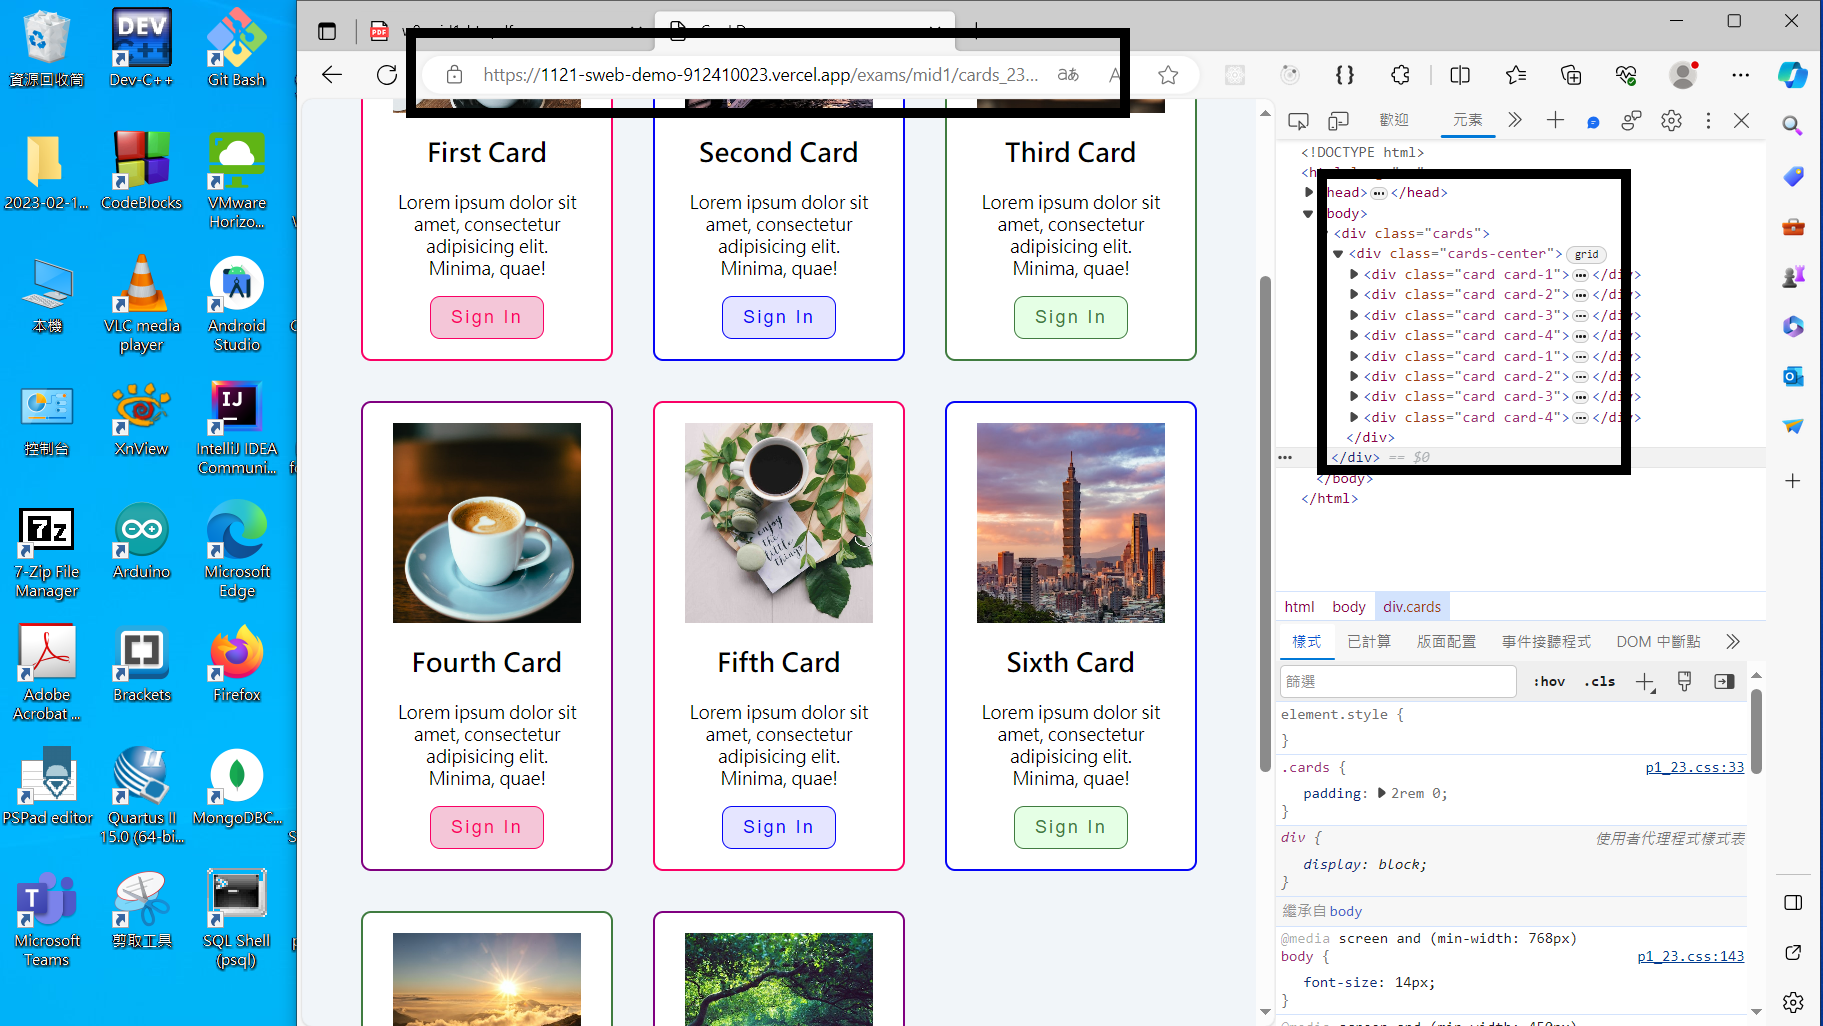 資源回收筒
Dev-C++
Git Bash
2023-02-1...
CodeBlocks
VMware
Horizo...
本機
VLC media
player
Android
Studio
控制台
XnView
IntelliJ IDEA
Communi...
7-Zip File
Manager
Arduino
Microsoft
Edge
Adobe
Acrobat ...
Brackets
Firefox
PSPad editor
Quartus II
15.0 (64-bi...
MongoDBC...
Microsoft
Teams
剪取工具
SQL Shell
(psql)
https://1121-sweb-demo-912410023.vercel.app/exams/mid1/cards_23...
First Card
Lorem ipsum dolor sit
amet, consectetur
adipisicing elit.
Minima, quae!
Sign In
Second Card
Lorem ipsum dolor sit
amet, consectetur
adipisicing elit.
Minima, quae!
Sign In
Third Card
Lorem ipsum dolor sit
amet, consectetur
adipisicing elit.
Minima, quae!
Sign In
enjoy
the
little
things
Fourth Card
Lorem ipsum dolor sit
amet, consectetur
adipisicing elit.
Minima, quae!
Sign In
Fifth Card
Lorem ipsum dolor sit
amet, consectetur
adipisicing elit.
Minima, quae!
Sign In
Sixth Card
Lorem ipsum dolor sit
amet, consectetur
adipisicing elit.
Minima, quae!
Sign In
歡迎 元素
<!DOCTYPE html>
head> ••• </head>
body>
<div class="cards">
<div class="cards-center"> grid
<div class="card card-1"> ••• </div>
<div class="card card-2"> ••• </div>
<div class="card card-3"> ••• </div>
<div class="card card-4"> ••• </div>
<div class="card card-1"> ••• </div>
<div class="card card-2"> ••• </div>
<div class="card card-3"> ••• </div>
<div class="card card-4"> ••• </div>
</div>
</div> == $0
</body>
</html>
html body div.cards
樣式 已計算 版面配置 事件接聽程式 DOM 中斷點
篩選 :hov .cls
element.style {
}
.cards { p1_23.css:33
padding: 2rem 0;
}
div { 使用者代理程式樣式表
display: block;
}
繼承自 body
@media screen and (min-width: 768px)
body { p1_23.css:143
font-size: 14px;
}